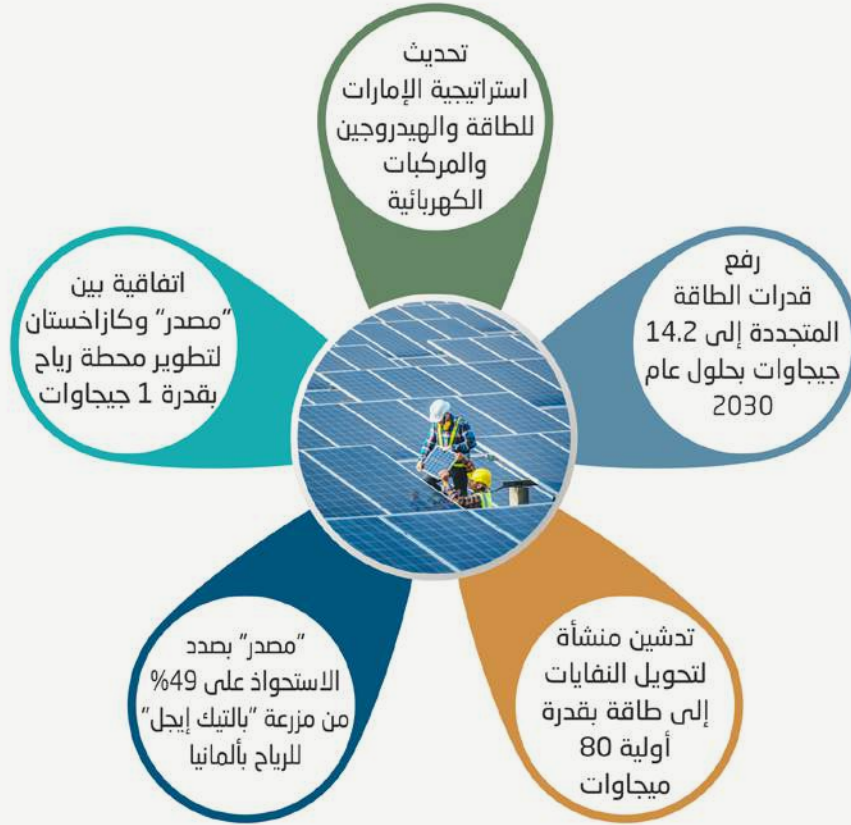 تحديث
استراتيجية الإمارات
للطاقة والهيدروجين
والمركبات
الكهربائية
رفع
قدرات الطاقة
المتجددة إلى 14.2
جيجاوات بحلول عام
2030
اتفاقية بين
"مصدر" وكازاخستان
لتطوير محطة رياح
بقدرة 1 جيجاوات
تدشين منشأة
لتحويل النفايات
إلى طاقة بقدرة
أولية 80
ميجاوات
"مصدر" بصدد
الاستحواذ على 49%
من مزرعة "بالتيك إيجل"
للرياح بألمانيا